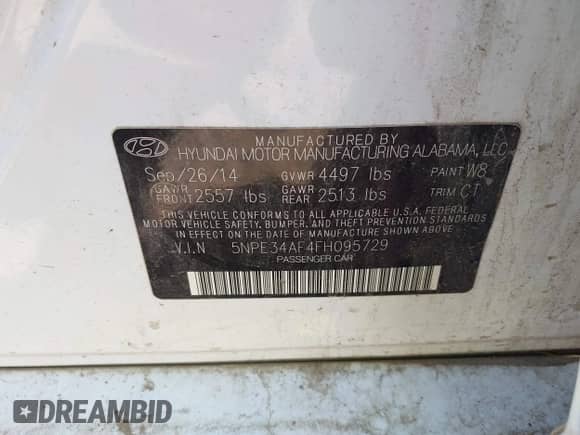 MANUFACTURED BY
HYUNDAI MOTOR MANUFACTURING ALABAMA, LLC
Sep/26/14 GVWR 4497 lbs PAINT W8
GAWR FRONT 2557 lbs GAWR REAR 2513 lbs TRIM CT
THIS VEHICLE CONFORMS TO ALL APPLICABLE U.S.A. FEDERAL
MOTOR VEHICLE SAFETY, BUMPER, AND THEFT PREVENTION STANDARDS
IN EFFECT ON THE DATE OF MANUFACTURE SHOWN ABOVE.
V.I.N 5NPE34AF4FH095729
PASSENGER CAR
DREAMBID